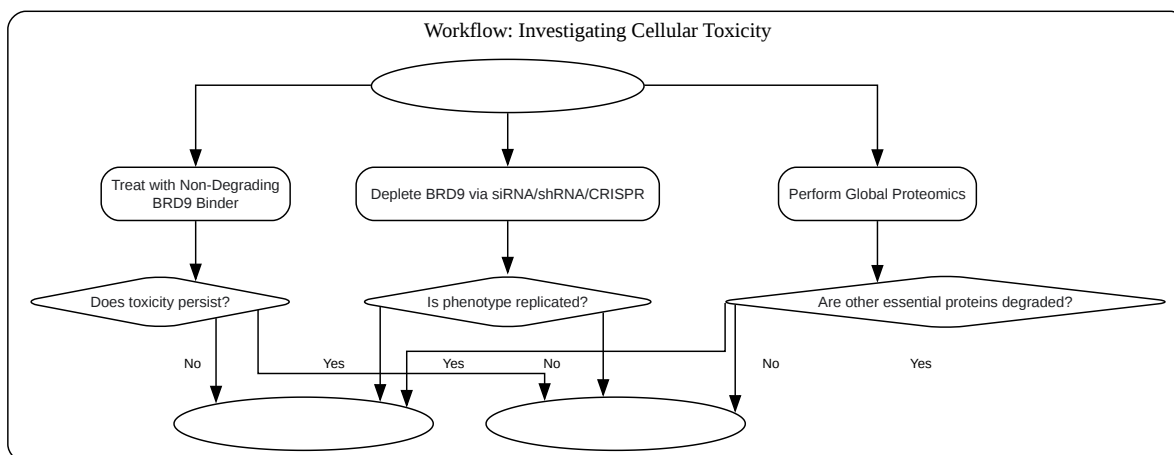 Workflow: Investigating Cellular Toxicity
Treat with Non-Degrading
BRD9 Binder
Deplete BRD9 via siRNA/shRNA/CRISPR
Perform Global Proteomics
Does toxicity persist?
Is phenotype replicated?
Are other essential proteins degraded?
No
Yes
Yes
No
No
Yes